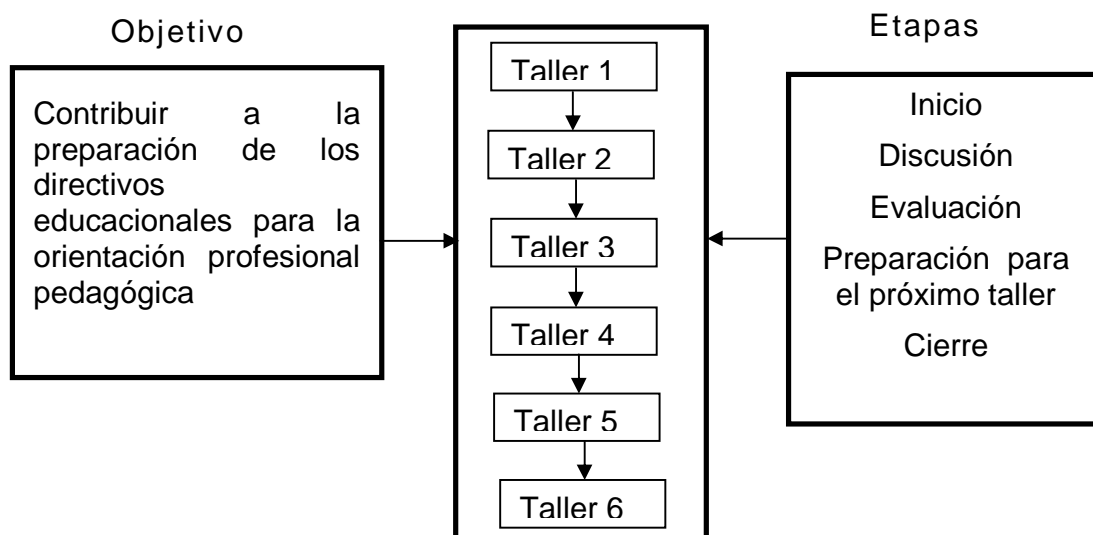 Objetivo
Contribuir a la
preparación de los
directivos
educacionales para la
orientación profesional
pedagógica
Taller 1
Taller 2
Taller 3
Taller 4
Taller 5
Taller 6
Etapas
Inicio
Discusión
Evaluación
Preparación para
el próximo taller
Cierre